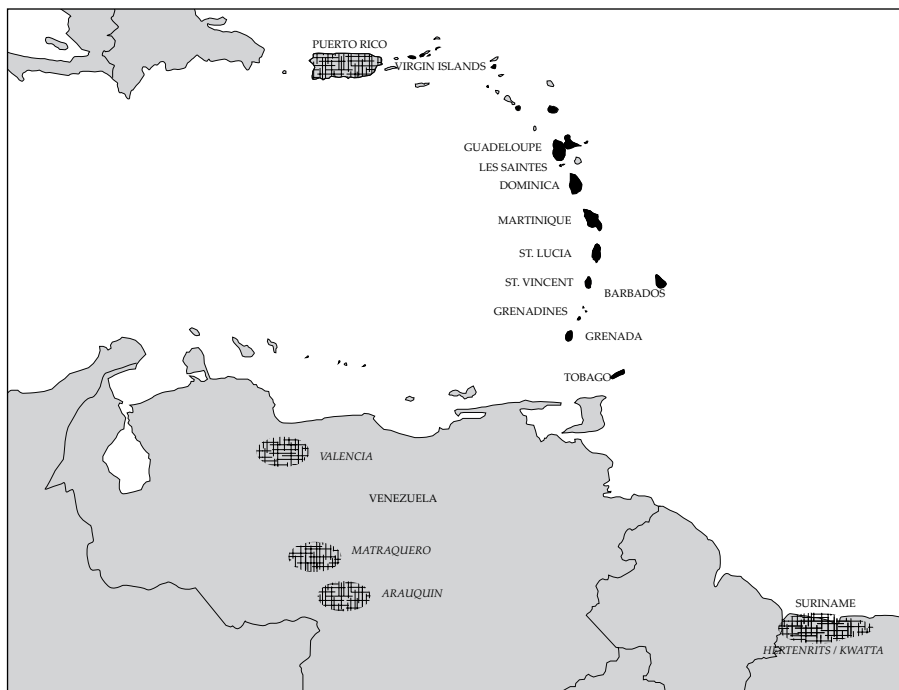 PUERTO RICO
VIRGIN ISLANDS
GUADELOUPE
LES SAINTES
DOMINICA
MARTINIQUE
ST. LUCIA
ST. VINCENT
BARBADOS
GRENADINES
GRENADA
TOBAGO
VALENCIA
VENEZUELA
MATRAQUERO
ARAUQUIN
SURINAME
HERTENRITS / KWATTA